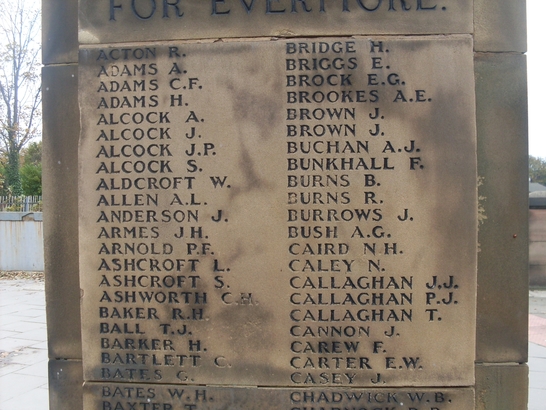 FOR EVERMORE.
ACTON R.
ADAMS A.
ADAMS C.F.
ADAMS H.
ALCOCK A.
ALCOCK J.
ALCOCK J.P.
ALCOCK S.
ALDCROFT W.
ALLEN A.L.
ANDERSON J.
ARMES J.H.
ARNOLD P.F.
ASHCROFT L.
ASHCROFT S.
ASHWORTH C.H.
BAKER R.H.
BALL T.J.
BARKER H.
BARTLETT C.
BATES G.
BATES W.H.
BAXTER T.
BRIDGE H.
BRIGGS E.
BROCK E.G.
BROOKES A.E.
BROWN J.
BROWN J.
BUCHAN A.J.
BUNKHALL F.
BURNS B.
BURNS R.
BURROWS J.
BUSH A.G.
CAIRD N.H.
CALEY N.
CALLAGHAN J.J.
CALLAGHAN P.J.
CALLAGHAN T.
CANNON J.
CAREW F.
CARTER E.W.
CASEY J.
CHADWICK W.B.